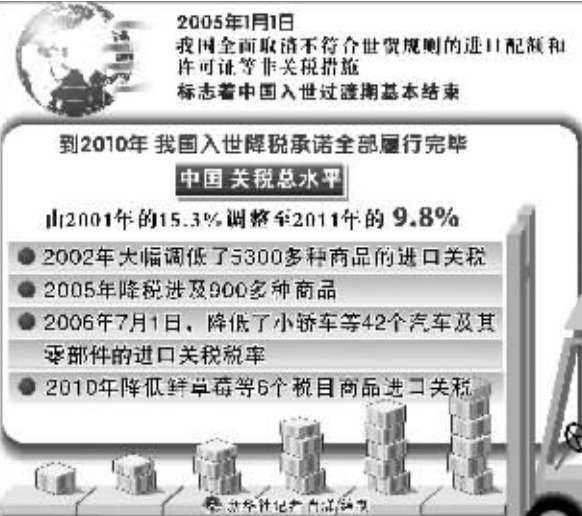 2005年1月1日
我国全面取消不符合世贸规则的进口配额和
许可证等非关税措施
标志着中国入世过渡期基本结束
到2010年 我国入世降税承诺全部履行完毕
中国 关税总水平
由2001年的15.3%调整至2011年的 9.8%
● 2002年大幅调低了5300多种商品的进口关税
● 2005年降税涉及900多种商品
● 2006年7月1日，降低了小轿车等42个汽车及其
零部件的进口关税税率
● 2010年降低鲜草莓等6个税目商品进口关税
新华社记者